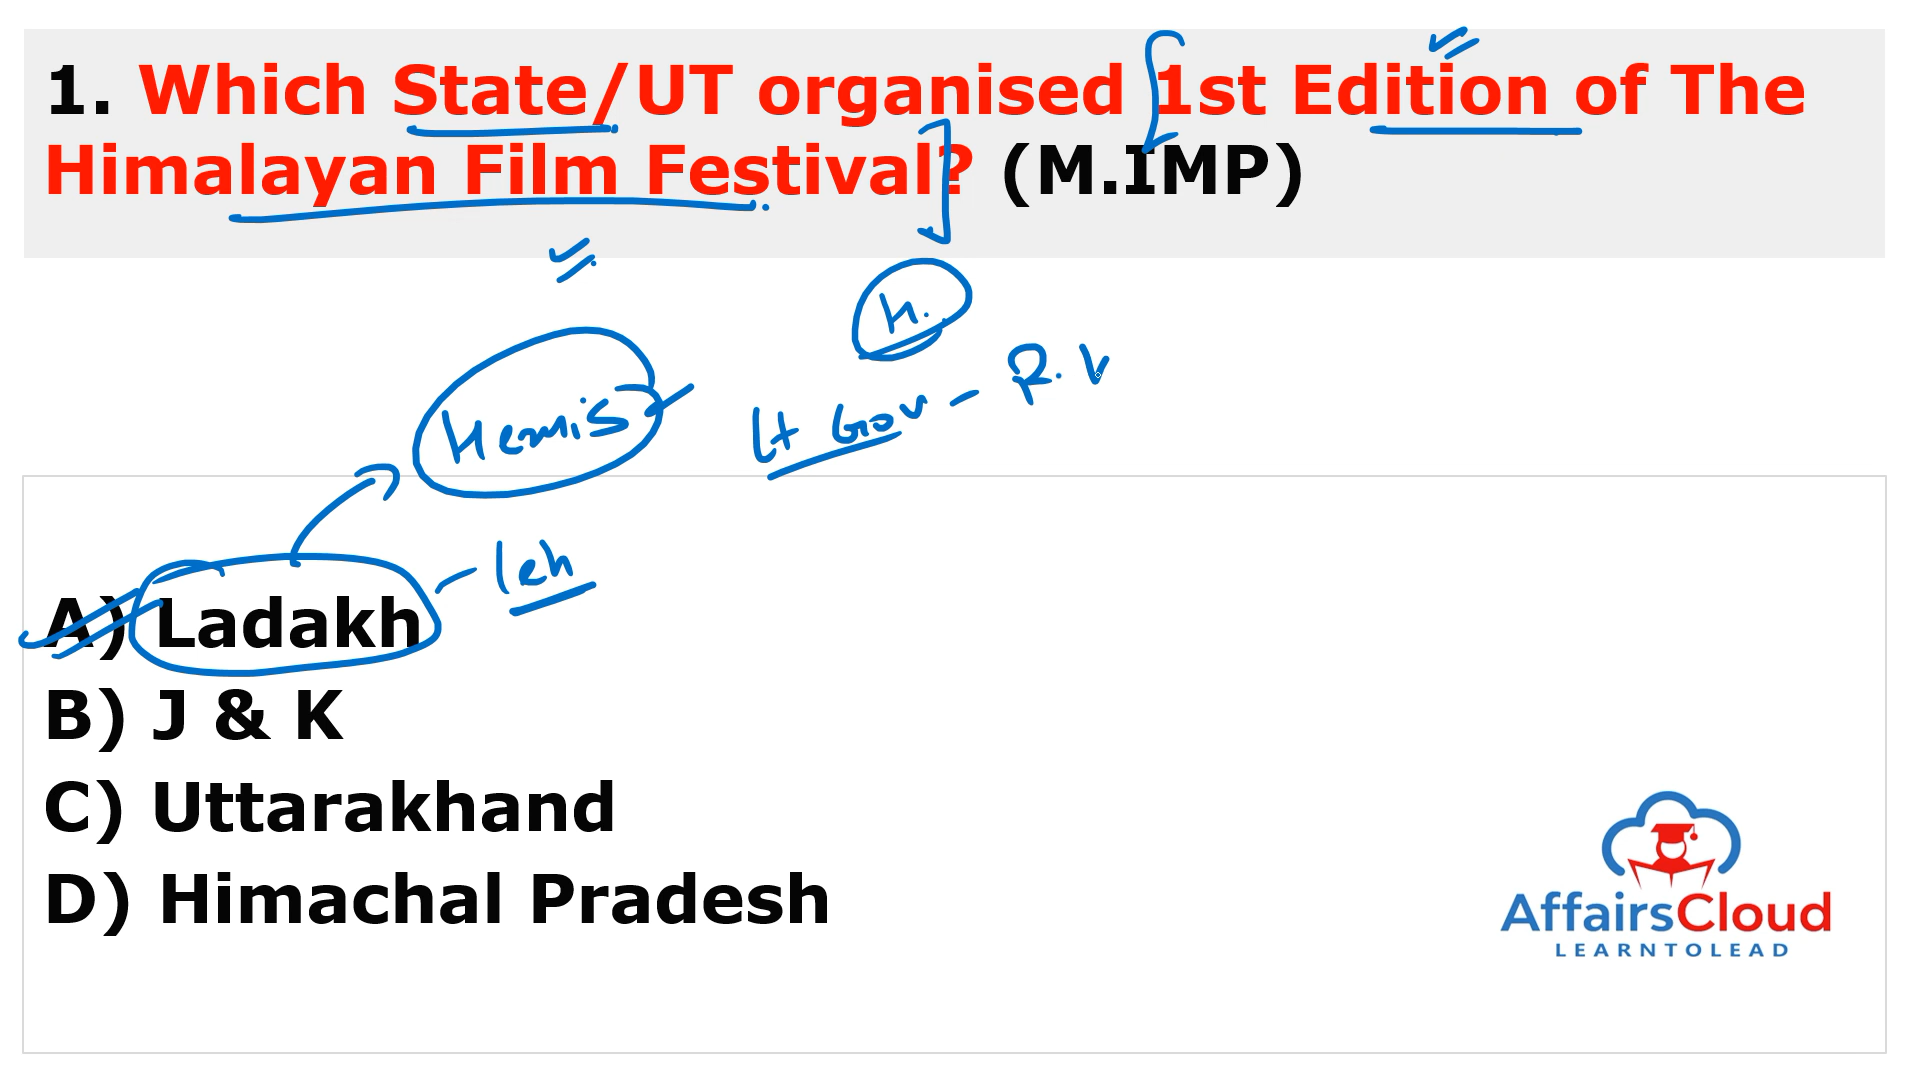 1. Which State/UT organised 1st Edition of The
Himalayan Film Festival? (M.IMP)
H.
Hemis
Lt Gov - R.V
Leh
A) Ladakh
B) J & K
C) Uttarakhand
D) Himachal Pradesh
AffairsCloud
LEARNTOLEAD